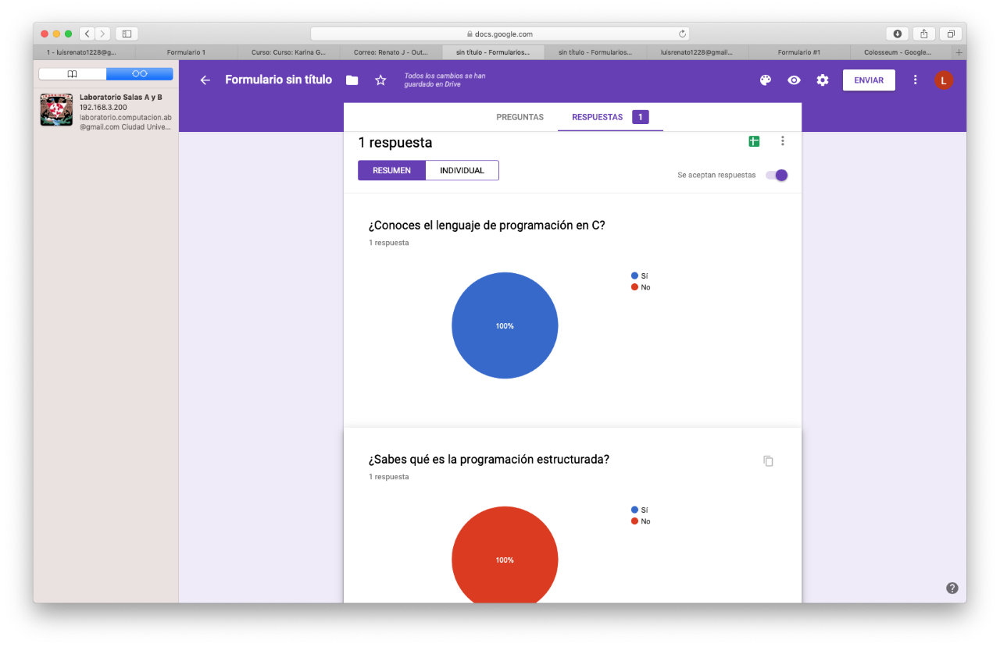 docs.google.com
1 - luisrenato1228@g...
Formulario 1
Curso: Curso: Karina G...
Correo: Renato J - Out...
sin título - Formularios...
sin título - Formularios...
luisrenato1228@gmail...
Formulario #1
Colosseum - Google...
Laboratorio Salas A y B
192.168.3.200
laboratorio.computacion.ab
@gmail.com Ciudad Unive...
Formulario sin título
Todos los cambios se han
guardado en Drive
ENVIAR
L
PREGUNTAS
RESPUESTAS 1
1 respuesta
RESUMEN
INDIVIDUAL
Se aceptan respuestas
¿Conoces el lenguaje de programación en C?
1 respuesta
Sí
No
100%
¿Sabes qué es la programación estructurada?
1 respuesta
Sí
No
100%